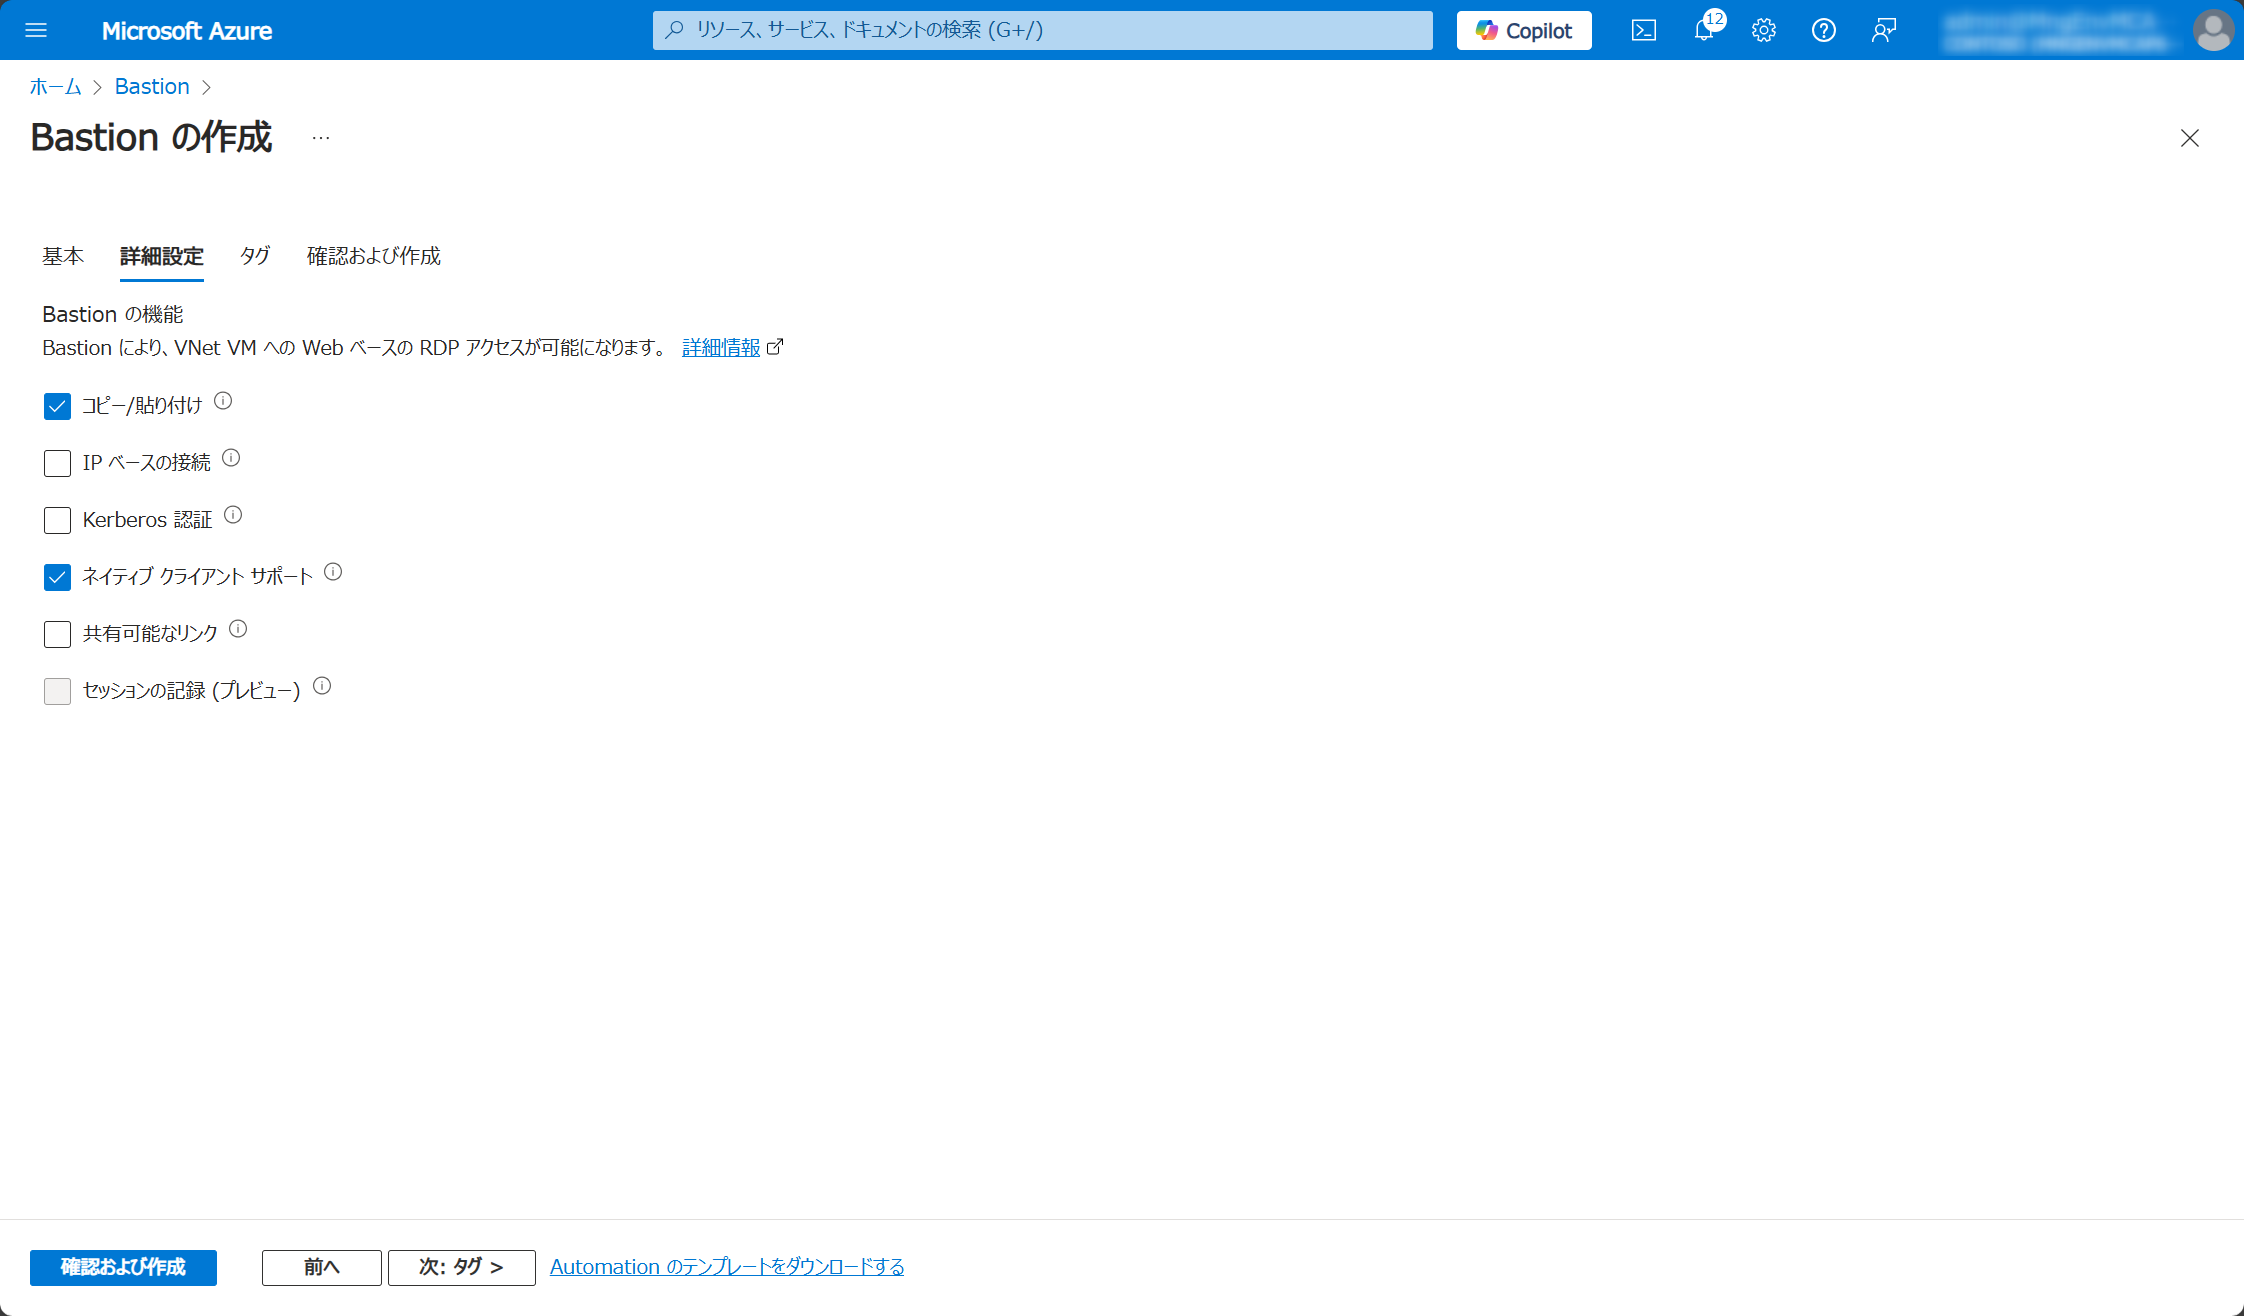 Microsoft Azure
リソース、サービス、ドキュメントの検索 (G+/)
Copilot
12
ホーム > Bastion >
Bastion の作成 ...
基本 詳細設定 タグ 確認および作成
Bastion の機能
Bastion により、VNet VM への Web ベースの RDP アクセスが可能になります。 詳細情報
コピー/貼り付け
IP ベースの接続
Kerberos 認証
ネイティブ クライアント サポート
共有可能なリンク
セッションの記録 (プレビュー)
確認および作成 前へ 次: タグ > Automation のテンプレートをダウンロードする